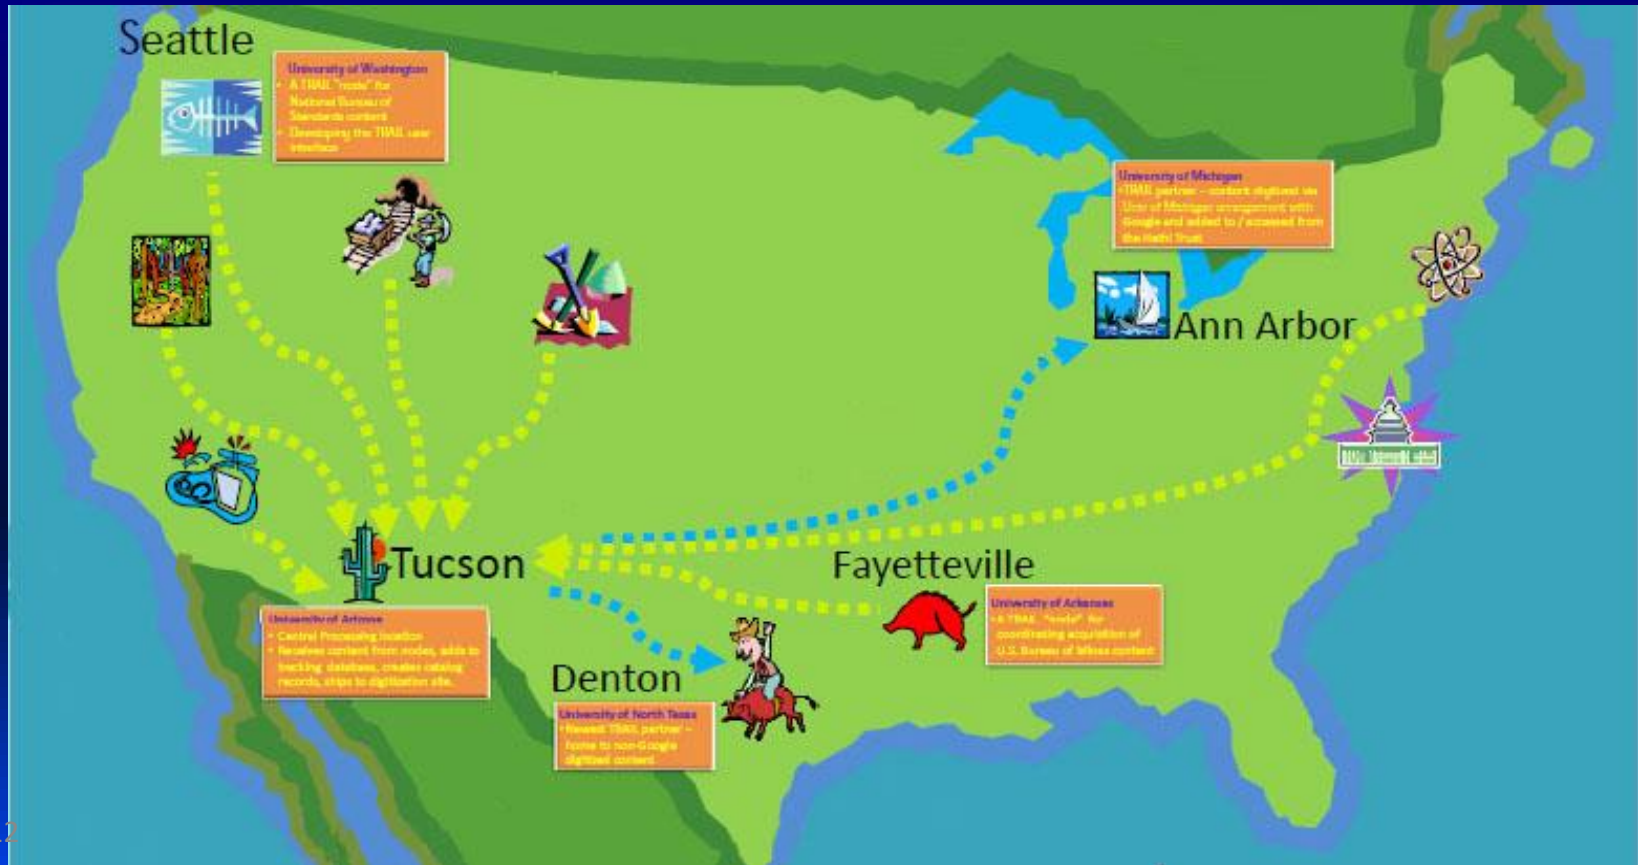 Seattle
University of Washington
• A TRAIL "node" for
National Bureau of
Standards content
• Developing the TRAIL user
interface
University of Michigan
•TRAIL partner – content digitized via
Univ of Michigan arrangement with
Google and added to / accessed from
the Hathi Trust
Ann Arbor
Tucson
University of Arizona
• Central Processing location
• Receives content from nodes, adds to
tracking database, creates catalog
records, ships to digitization site.
Fayetteville
University of Arkansas
•A TRAIL "node" for
coordinating acquisition of
U.S. Bureau of Mines content
Denton
University of North Texas
•Newest TRAIL partner –
home to non-Google
digitized content